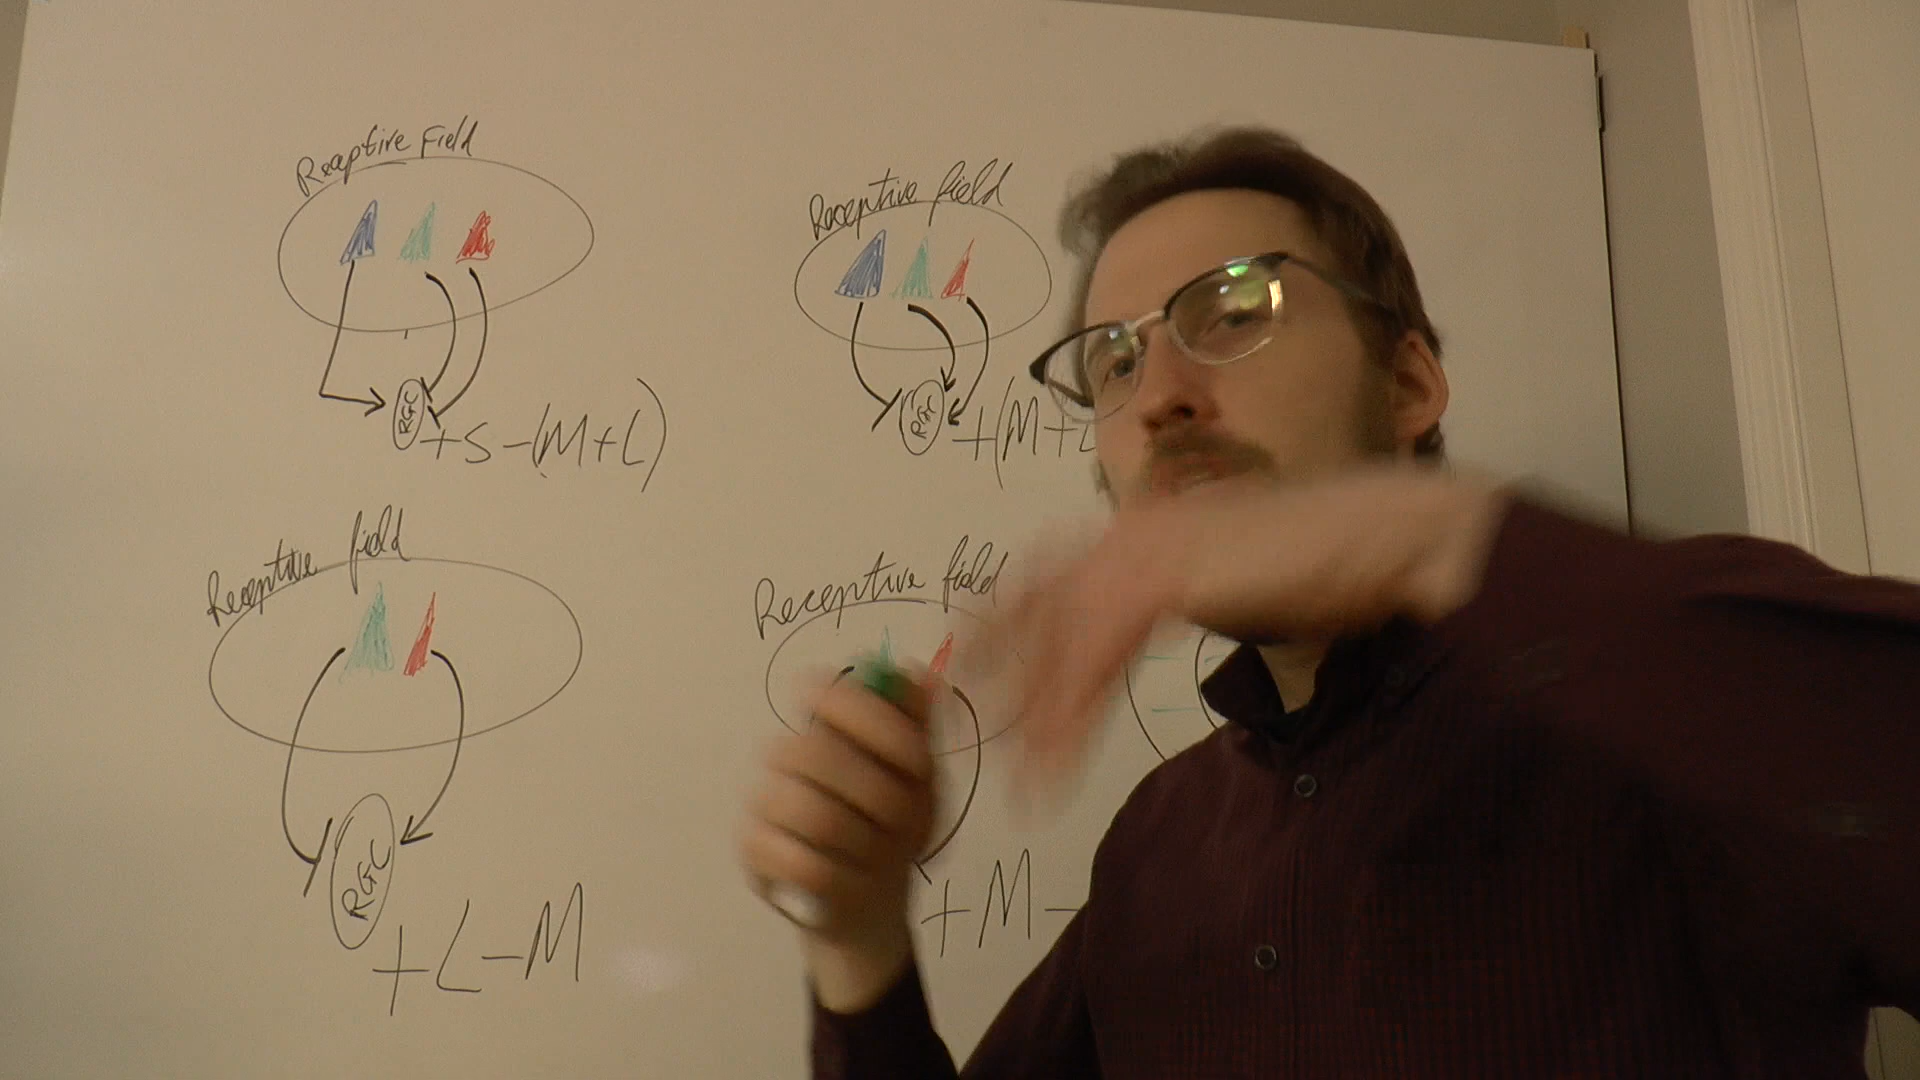 Receptive Field
RGC
+S-(M+L)
Receptive field
RGC
+(M+L
Receptive field
RGC
+L-M
Receptive field
+M-